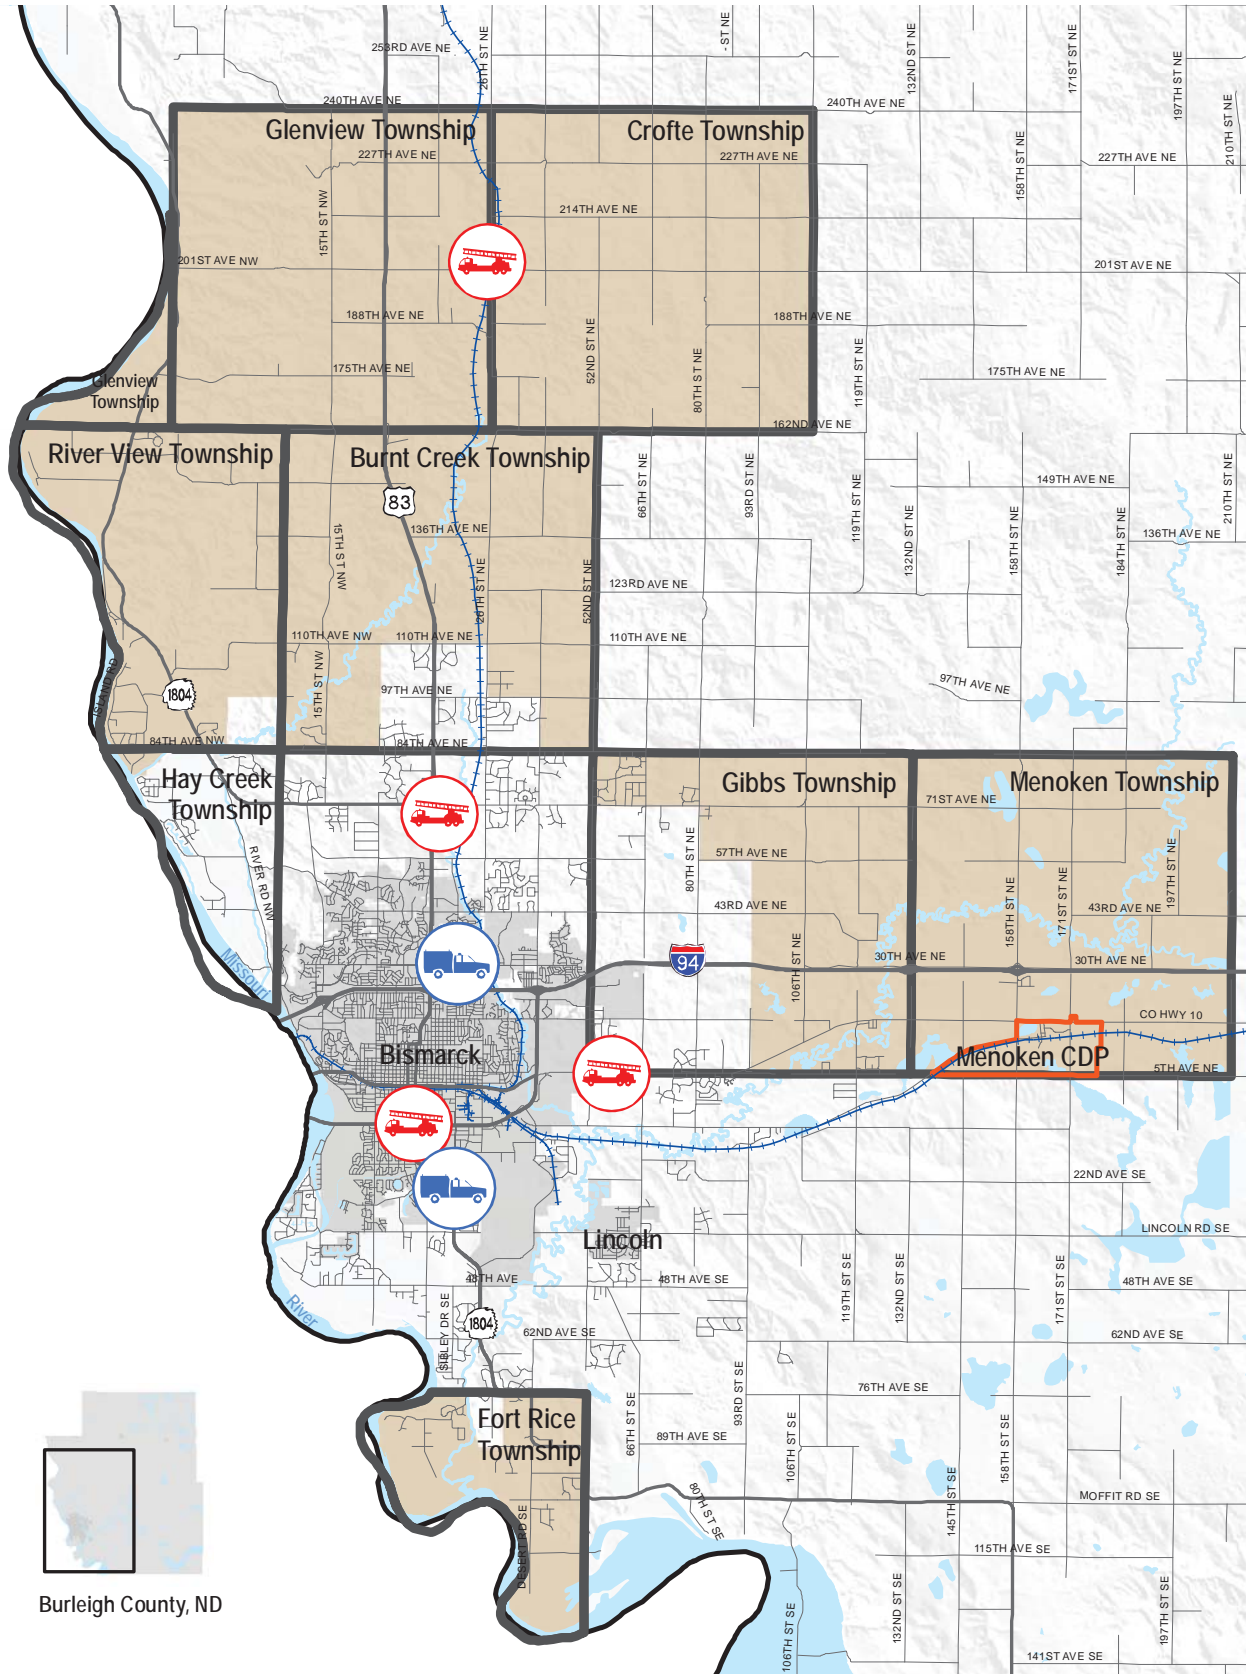 253RD AVE NE
26TH ST NE
- ST NE
132ND ST NE
171ST ST NE
197TH ST NE
210TH ST NE
240TH AVE NE
240TH AVE NE
Glenview Township
Crofte Township
227TH AVE NE
227TH AVE NE
227TH AVE NE
158TH ST NE
15TH ST NW
214TH AVE NE
201ST AVE NW
201ST AVE NE
188TH AVE NE
188TH AVE NE
52ND ST NE
80TH ST NE
119TH ST NE
175TH AVE NE
175TH AVE NE
Glenview
Township
162ND AVE NE
River View Township
Burnt Creek Township
66TH ST NE
93RD ST NE
119TH ST NE
149TH AVE NE
210TH ST NE
83
136TH AVE NE
132ND ST NE
158TH ST NE
184TH ST NE
136TH AVE NE
15TH ST NW
26TH ST NE
52ND ST NE
123RD AVE NE
110TH AVE NW
110TH AVE NE
110TH AVE NE
ISLAND RD
1804
15TH ST NW
97TH AVE NE
97TH AVE NE
84TH AVE NW
84TH AVE NE
Hay Creek
Township
Gibbs Township
Menoken Township
71ST AVE NE
RIVER RD NW
80TH ST NE
57TH AVE NE
197TH ST NE
43RD AVE NE
158TH ST NE
171ST ST NE
43RD AVE NE
Missouri
94
106TH ST NE
30TH AVE NE
30TH AVE NE
CO HWY 10
Bismarck
Menoken CDP
5TH AVE NE
22ND AVE SE
Lincoln
LINCOLN RD SE
48TH AVE
48TH AVE SE
119TH ST SE
132ND ST SE
171ST ST SE
48TH AVE SE
River
SIBLEY DR SE
1804
62ND AVE SE
62ND AVE SE
93RD ST SE
76TH AVE SE
Fort Rice
Township
66TH ST SE
89TH AVE SE
106TH ST SE
158TH ST SE
80TH ST SE
145TH ST SE
MOFFIT RD SE
DESERT RD SE
115TH AVE SE
Burleigh County, ND
106TH ST SE
132ND ST SE
197TH ST SE
141ST AVE SE